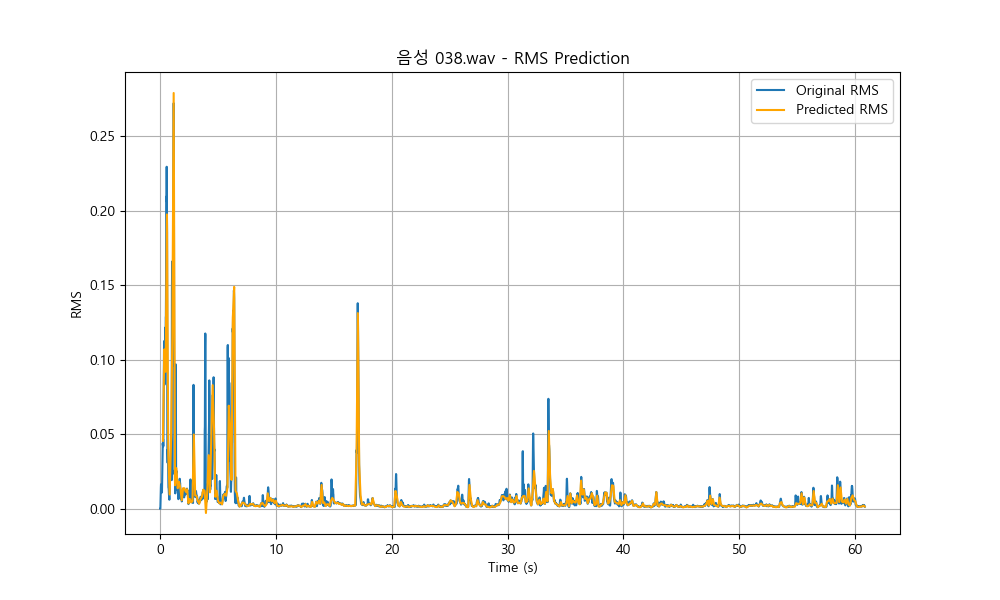 음성 038.wav - RMS Prediction
Original RMS
Predicted RMS
RMS
0.25
0.20
0.15
0.10
0.05
0.00
0 10 20 30 40 50 60
Time (s)